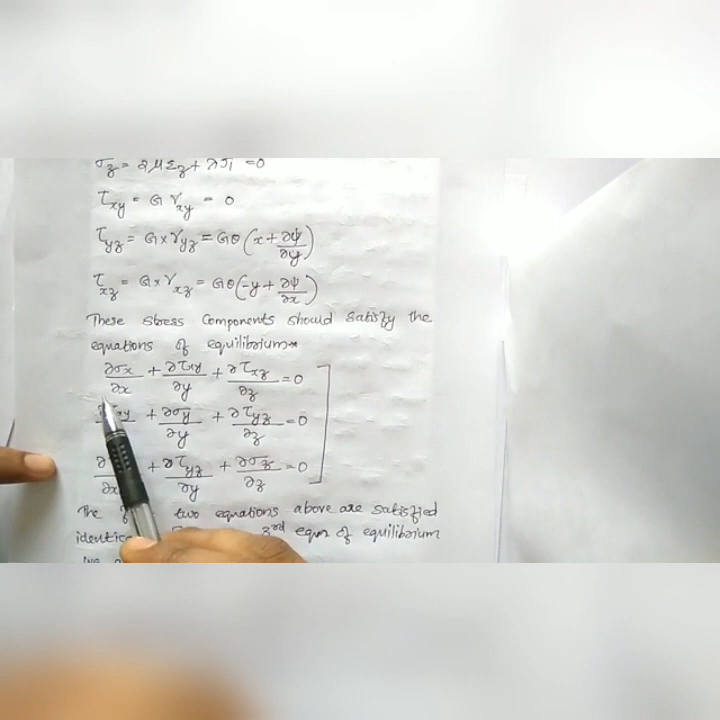 σz = 2μεz + λJ1 = 0
τxy = G γxy = 0
τyz = G×γyz = Gθ(x + ∂ψ/∂y)
τxz = G×γxz = Gθ(-y + ∂ψ/∂x)
These stress components should satisfy the
equations of equilibrium
∂σx/∂x + ∂τxy/∂y + ∂τxz/∂z = 0
+ ∂σy/∂y + ∂τyz/∂z = 0
+ ∂τyz/∂y + ∂σz/∂z = 0
The two equations above are satisfied
3rd eqn of equilibrium